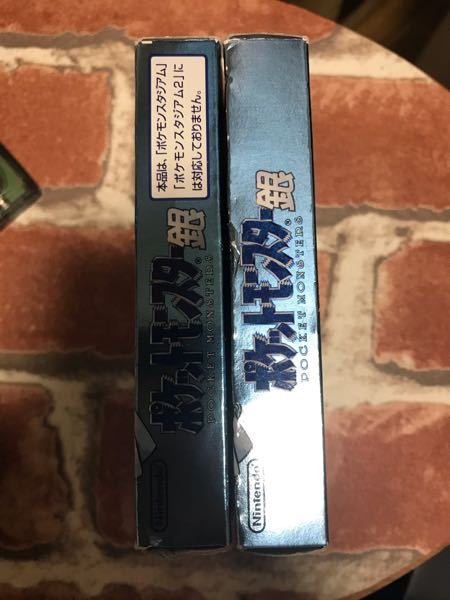 本品は、「ポケモンスタジアム」
「ポケモンスタジアム2」に
は対応しておりません。
ポケットモンスター銀
POCKET MONSTERS
Nintendo
ポケットモンスター銀
POCKET MONSTERS
Nintendo